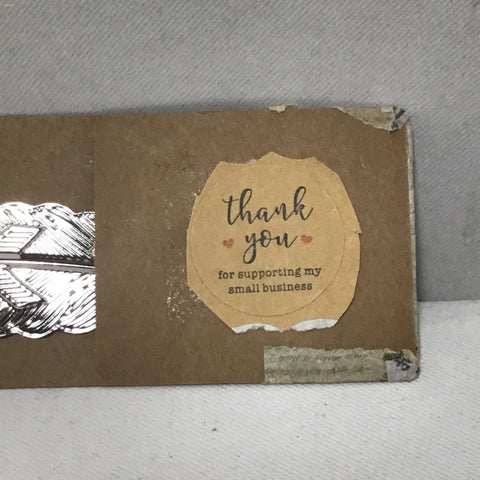 thank
you
for supporting my
small business